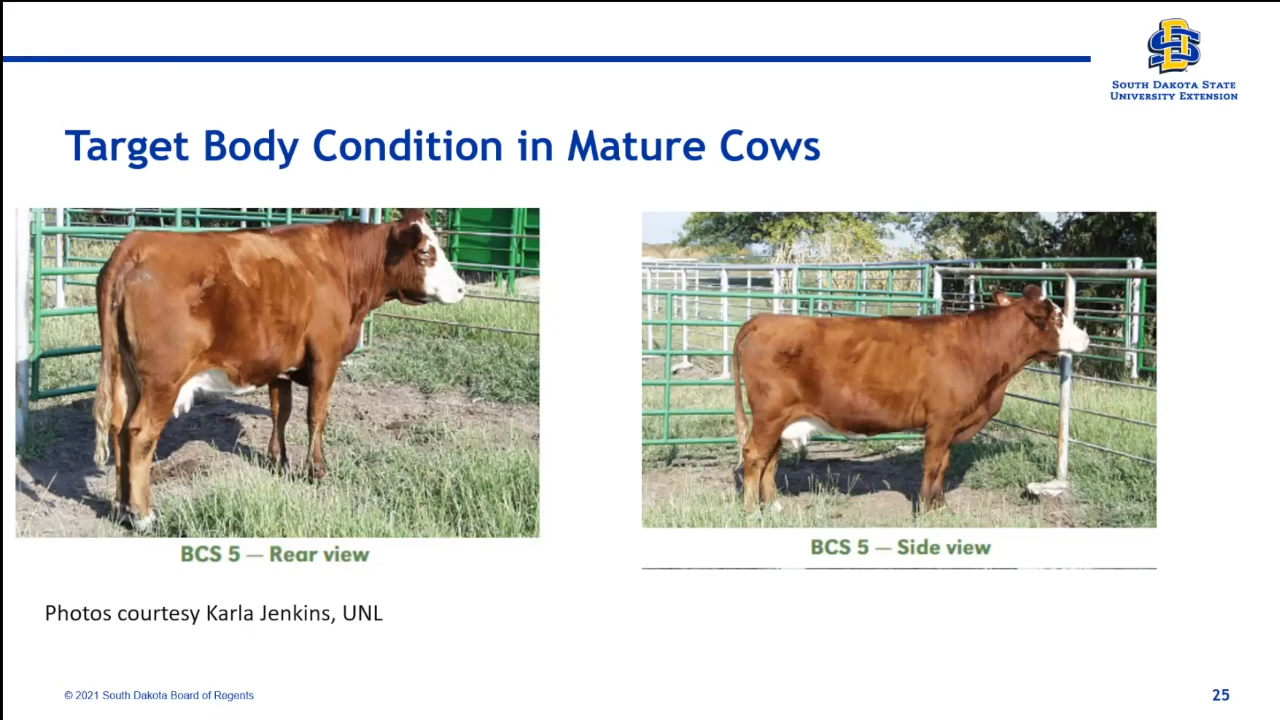 SOUTH DAKOTA STATE
UNIVERSITY EXTENSION
Target Body Condition in Mature Cows
BCS 5 — Rear view
BCS 5 — Side view
Photos courtesy Karla Jenkins, UNL
© 2021 South Dakota Board of Regents
25